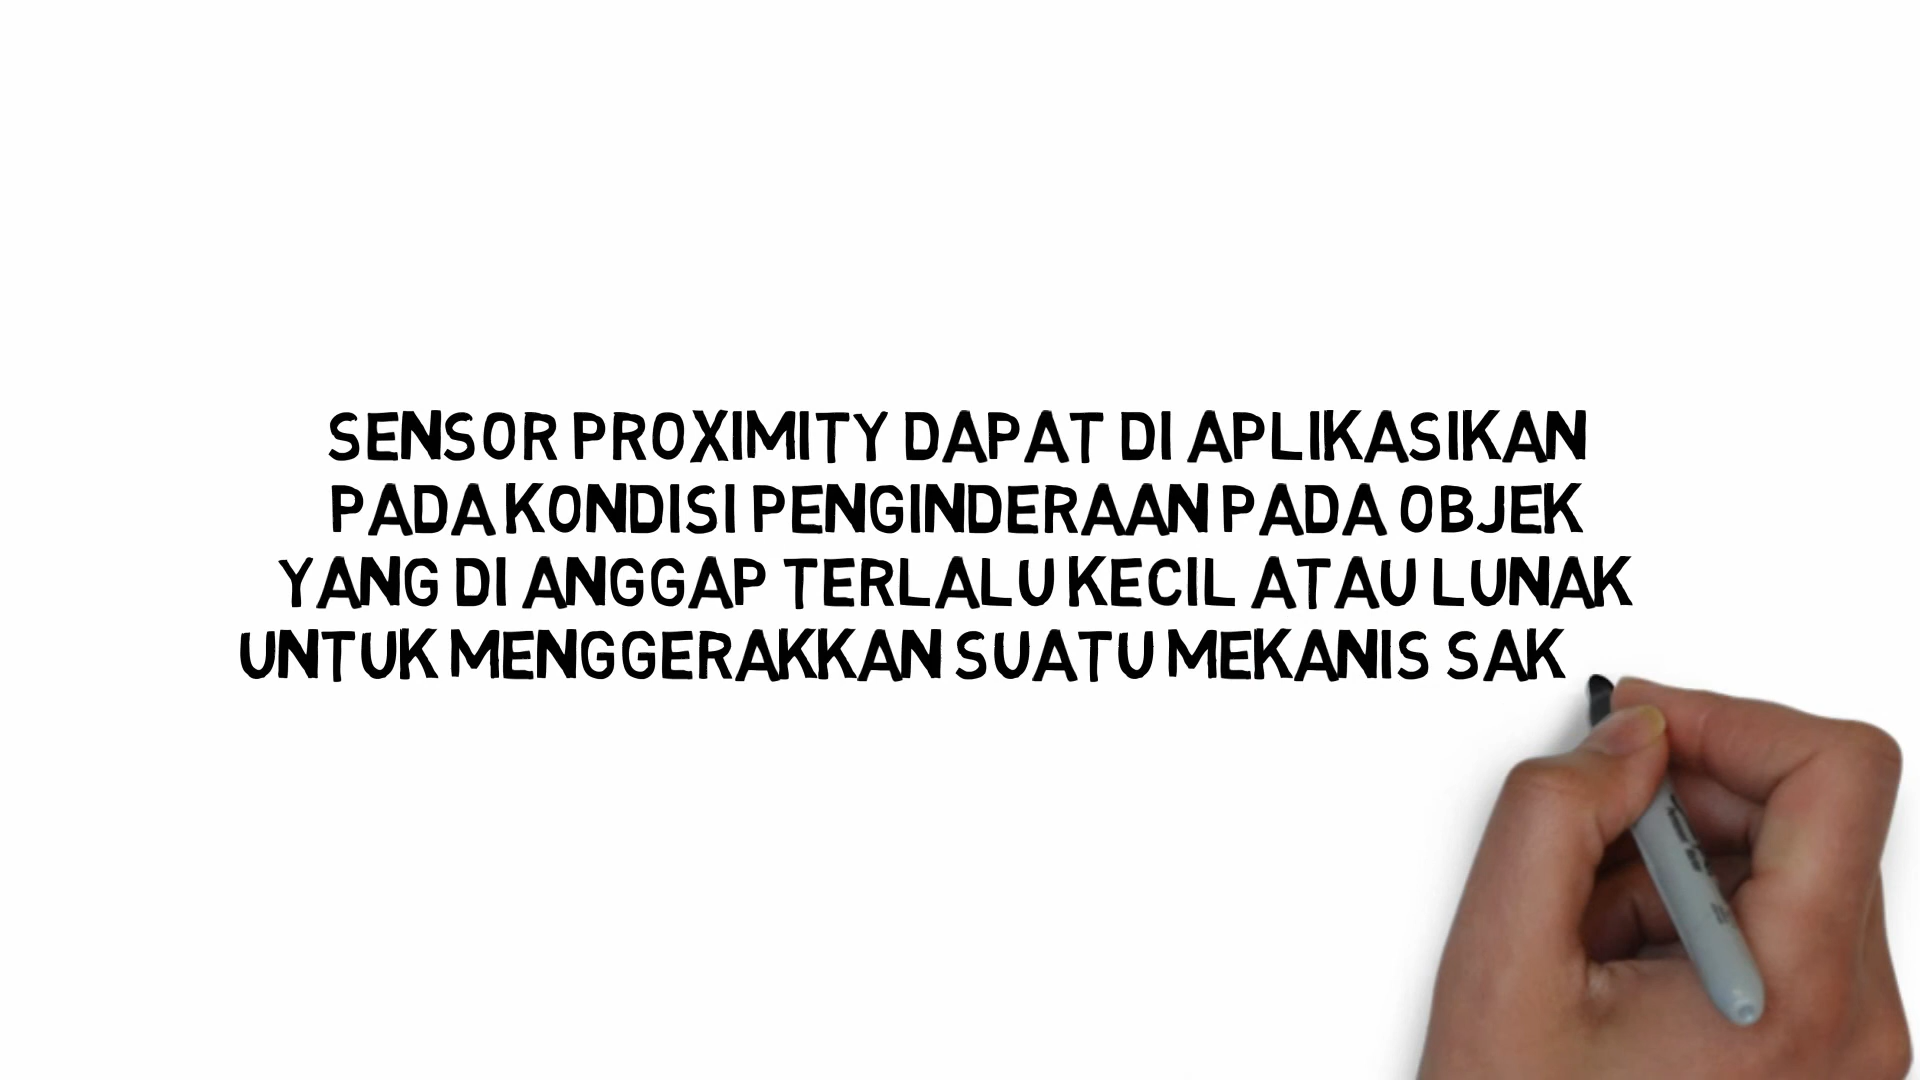 SENSOR PROXIMITY DAPAT DI APLIKASIKAN
PADA KONDISI PENGINDERAAN PADA OBJEK
YANG DI ANGGAP TERLALU KECIL ATAU LUNAK
UNTUK MENGGERAKKAN SUATU MEKANIS SAK